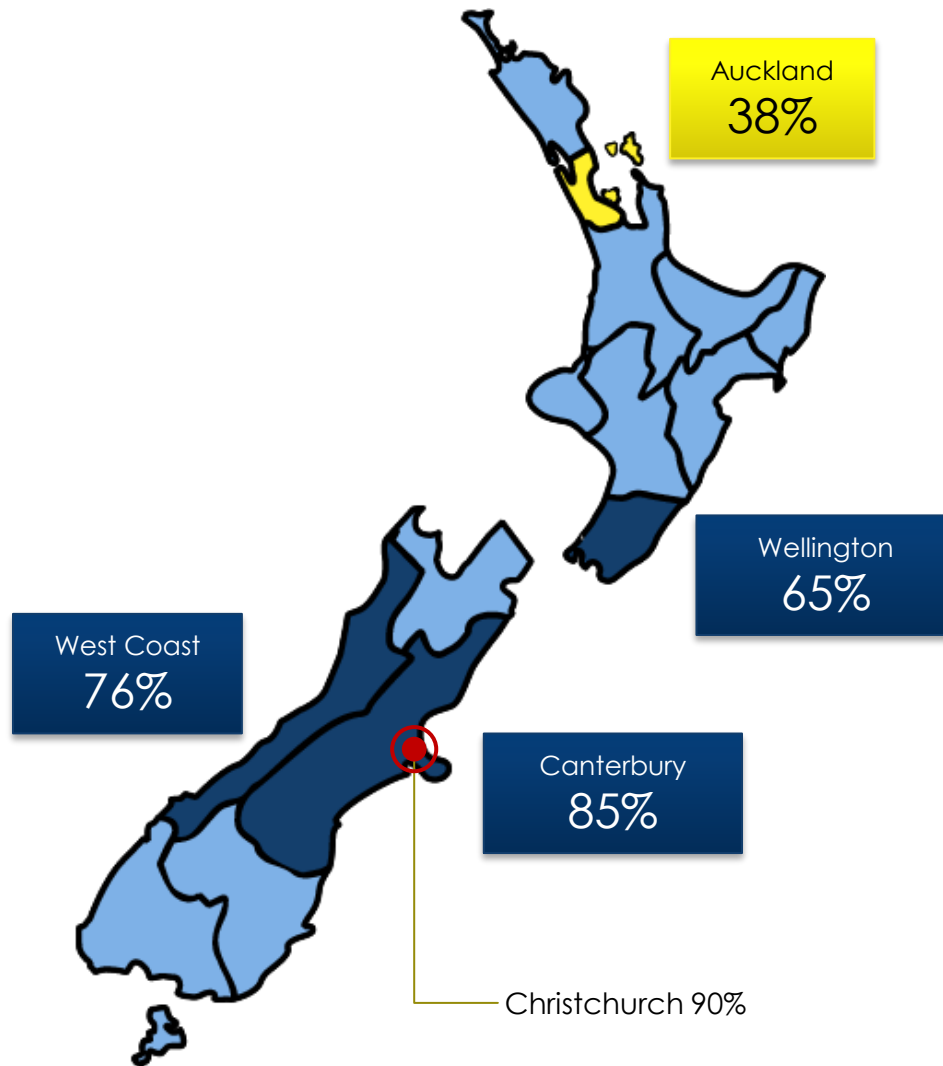 Auckland
38%
Wellington
65%
West Coast
76%
Canterbury
85%
Christchurch 90%